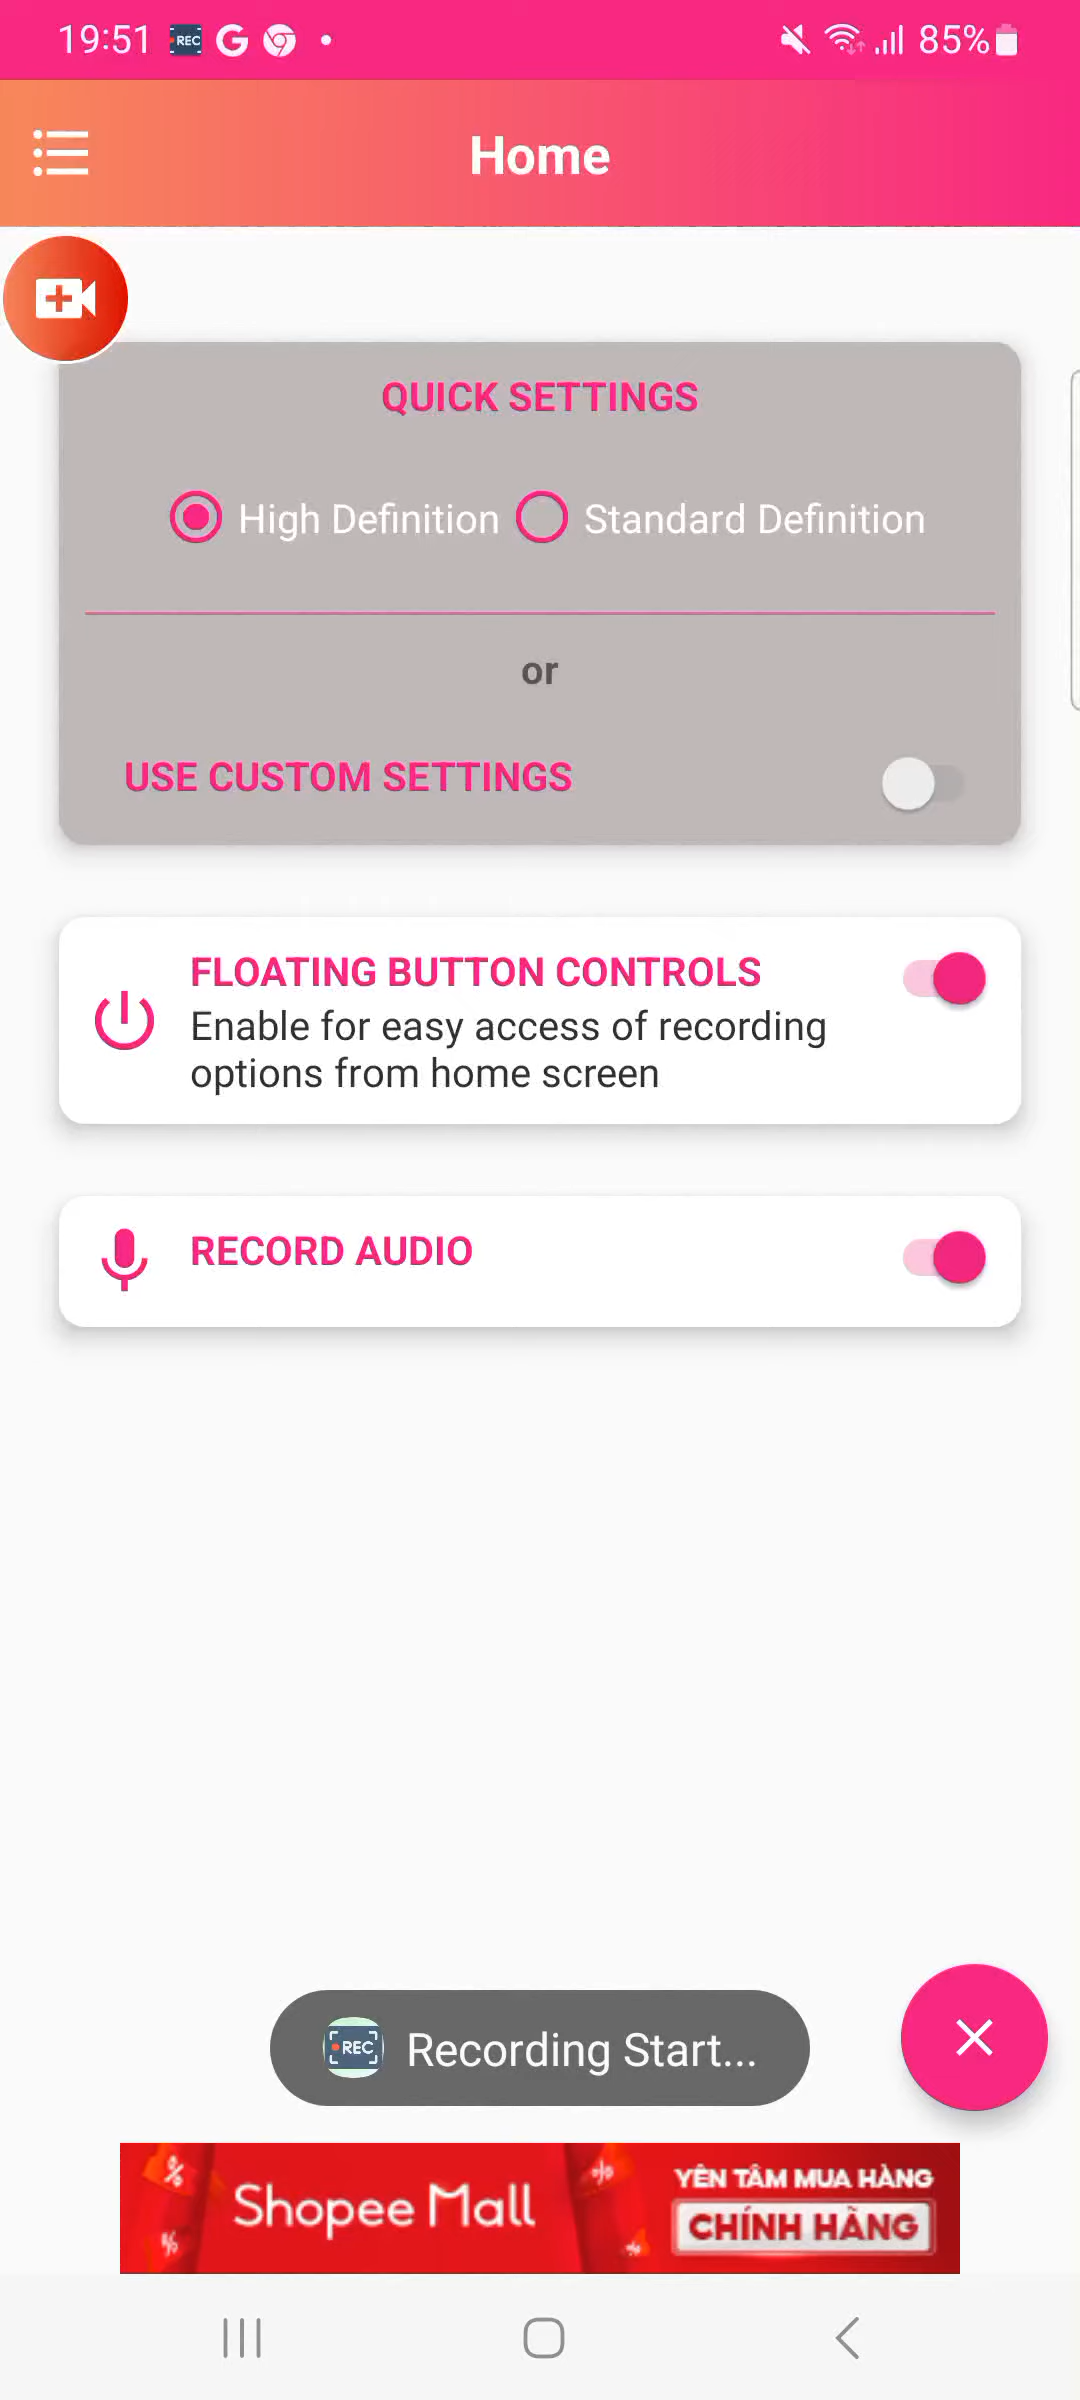 19:51 REC G 85%
Home
QUICK SETTINGS
High Definition Standard Definition
or
USE CUSTOM SETTINGS
FLOATING BUTTON CONTROLS
Enable for easy access of recording
options from home screen
RECORD AUDIO
REC Recording Start...
Shopee Mall
YÊN TÂM MUA HÀNG
CHÍNH HÃNG